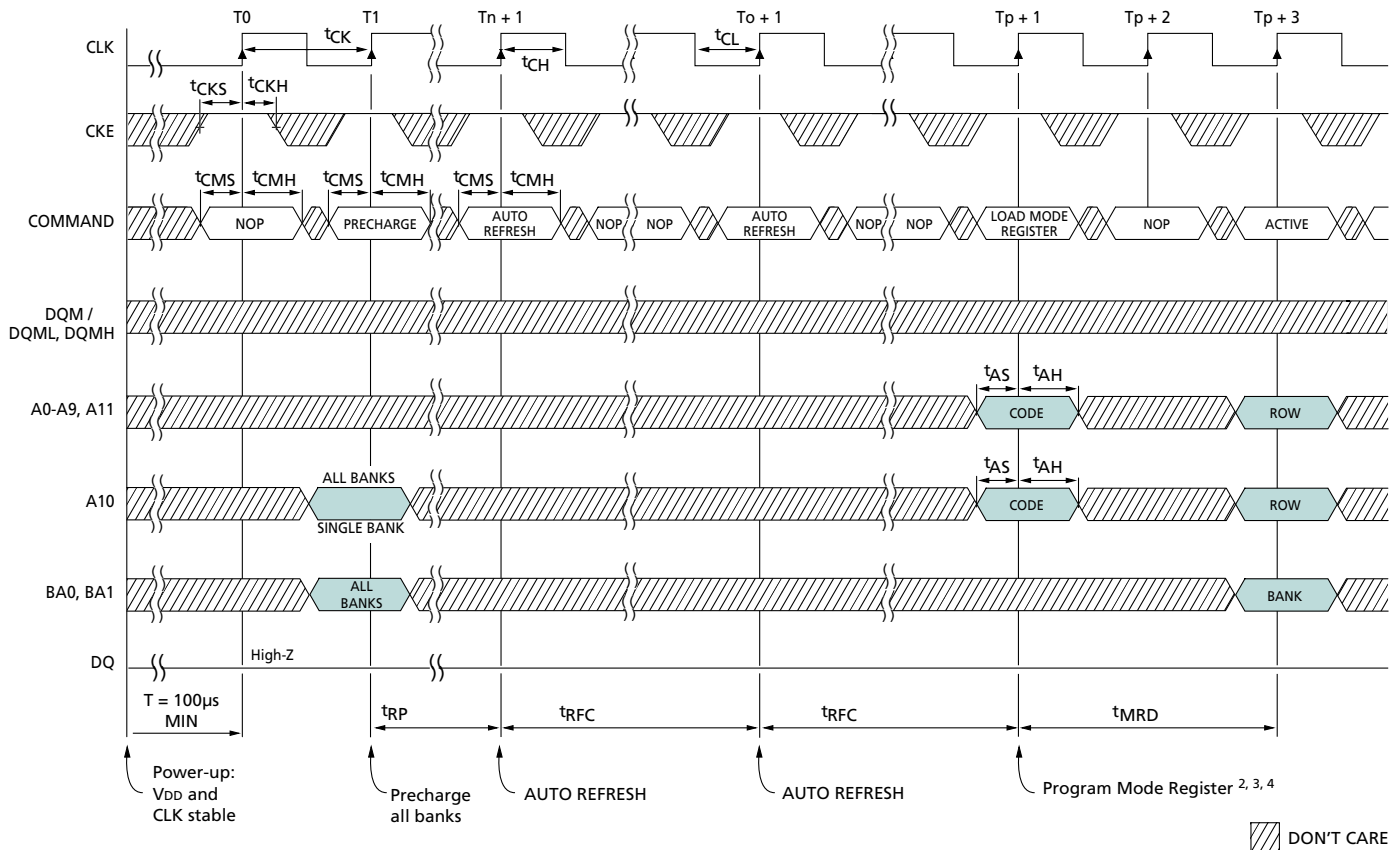 T0 T1 Tn + 1 To + 1 Tp + 1 Tp + 2 Tp + 3
CLK
tCK
tCH
tCL
tCKS tCKH
CKE
tCMS tCMH tCMS tCMH tCMS tCMH
COMMAND
NOP
PRECHARGE
AUTO
REFRESH
NOP
NOP
AUTO
REFRESH
NOP
NOP
LOAD MODE
REGISTER
NOP
ACTIVE
DQM /
DQML, DQMH
tAS tAH
A0-A9, A11
CODE
ROW
ALL BANKS
tAS tAH
A10
CODE
ROW
SINGLE BANK
BA0, BA1
ALL
BANKS
BANK
DQ
High-Z
T = 100µs
MIN
tRP
tRFC
tRFC
tMRD
Power-up:
VDD and
CLK stable
Precharge
all banks
AUTO REFRESH
AUTO REFRESH
Program Mode Register 2, 3, 4
DON'T CARE